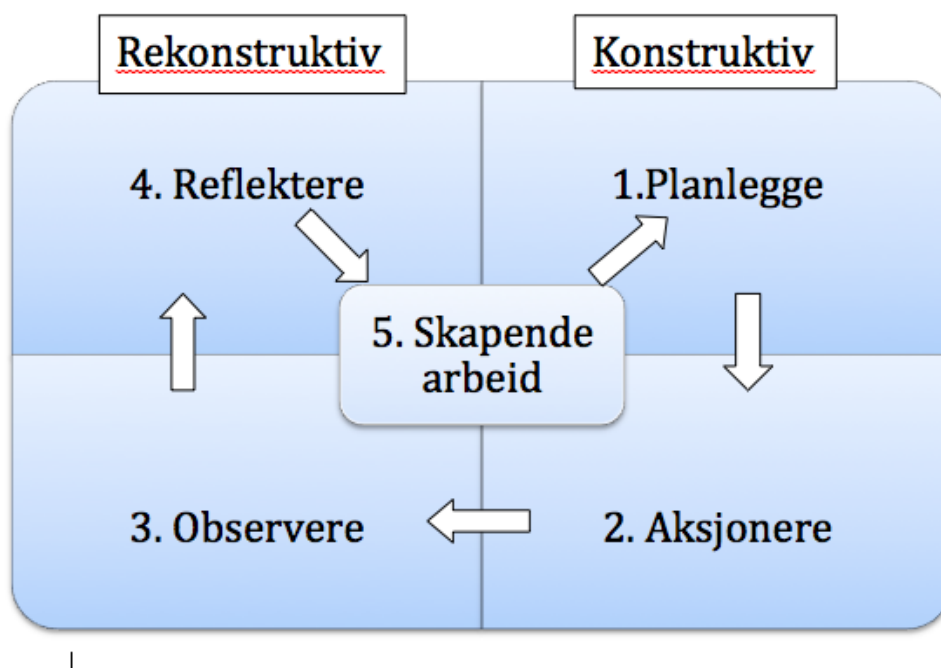 Rekonstruktiv
Konstruktiv
4. Reflektere
1.Planlegge
5. Skapende
arbeid
3. Observere
2. Aksjonere